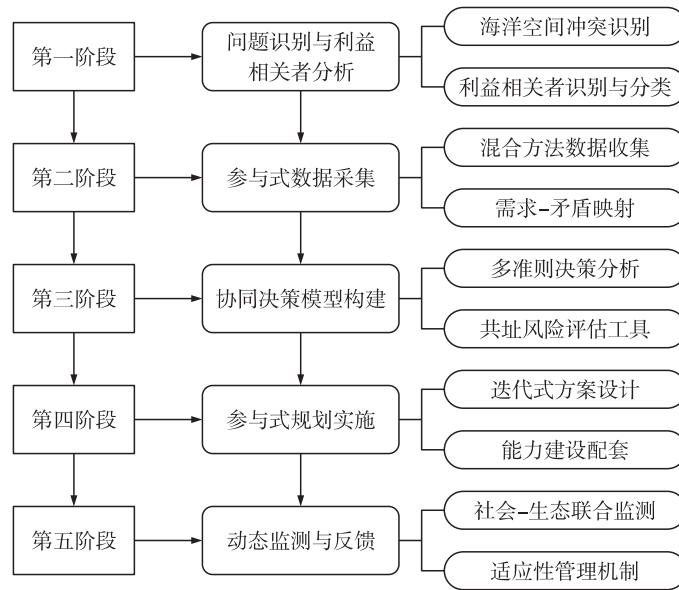 第一阶段
问题识别与利益
相关者分析
海洋空间冲突识别
利益相关者识别与分类
第二阶段
参与式数据采集
混合方法数据收集
需求–矛盾映射
第三阶段
协同决策模型构建
多准则决策分析
共址风险评估工具
第四阶段
参与式规划实施
迭代式方案设计
能力建设配套
第五阶段
动态监测与反馈
社会–生态联合监测
适应性管理机制